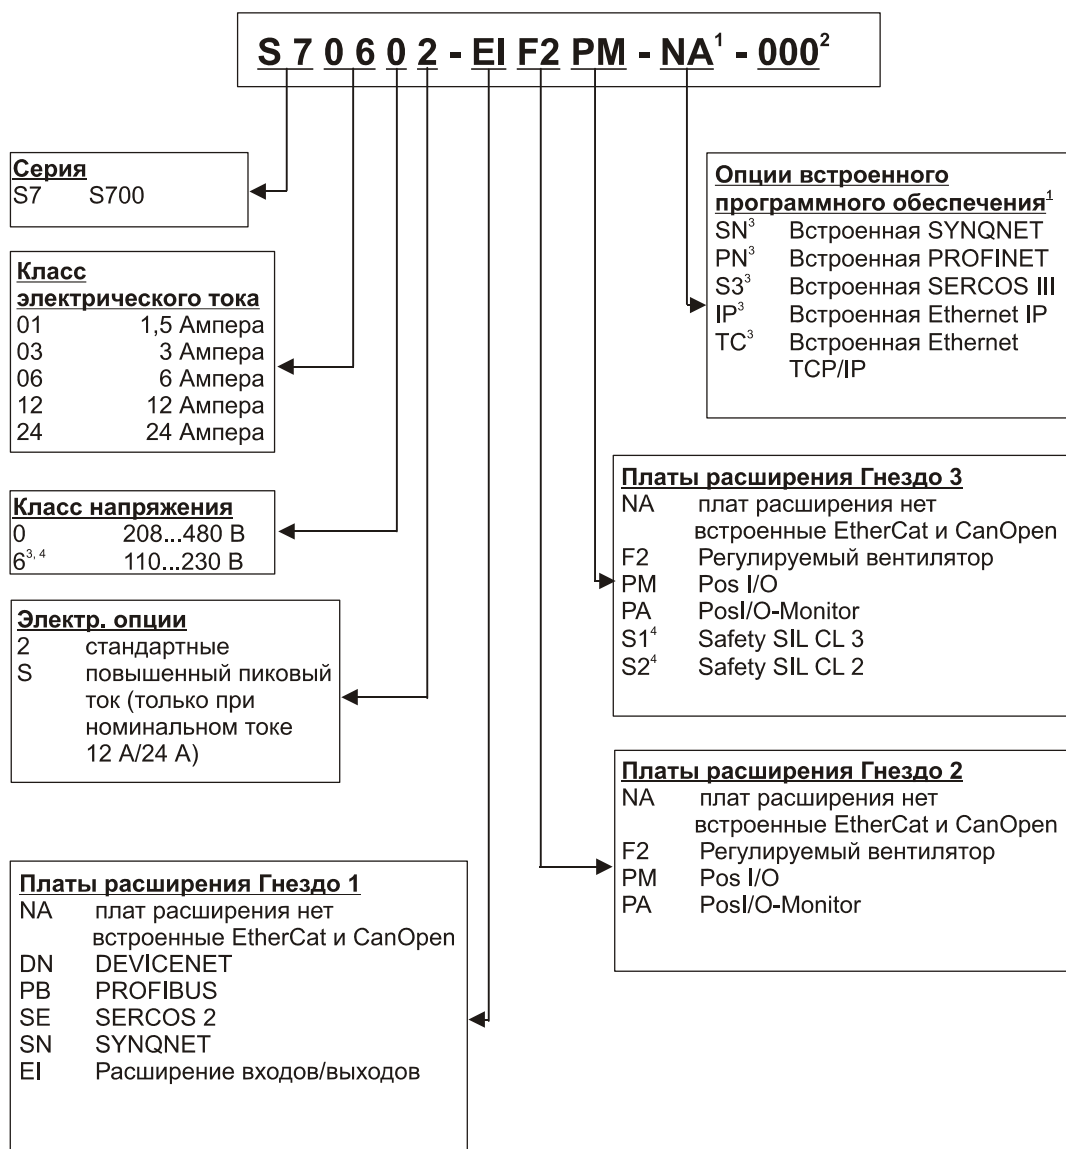 S 7 0 6 0 2 - EI F2 PM - NA¹ - 000²
Серия
S7 S700
Класс
электрического тока
01 1,5 Ампера
03 3 Ампера
06 6 Ампера
12 12 Ампера
24 24 Ампера
Класс напряжения
0 208...480 В
6³,⁴ 110...230 В
Электр. опции
2 стандартные
S повышенный пиковый
ток (только при
номинальном токе
12 А/24 А)
Платы расширения Гнездо 1
NA плат расширения нет
встроенные EtherCat и CanOpen
DN DEVICENET
PB PROFIBUS
SE SERCOS 2
SN SYNQNET
EI Расширение входов/выходов
Опции встроенного
программного обеспечения¹
SN³ Встроенная SYNQNET
PN³ Встроенная PROFINET
S3³ Встроенная SERCOS III
IP³ Встроенная Ethernet IP
TC³ Встроенная Ethernet
TCP/IP
Платы расширения Гнездо 3
NA плат расширения нет
встроенные EtherCat и CanOpen
F2 Регулируемый вентилятор
PM Pos I/O
PA PosI/O-Monitor
S1⁴ Safety SIL CL 3
S2⁴ Safety SIL CL 2
Платы расширения Гнездо 2
NA плат расширения нет
встроенные EtherCat и CanOpen
F2 Регулируемый вентилятор
PM Pos I/O
PA PosI/O-Monitor